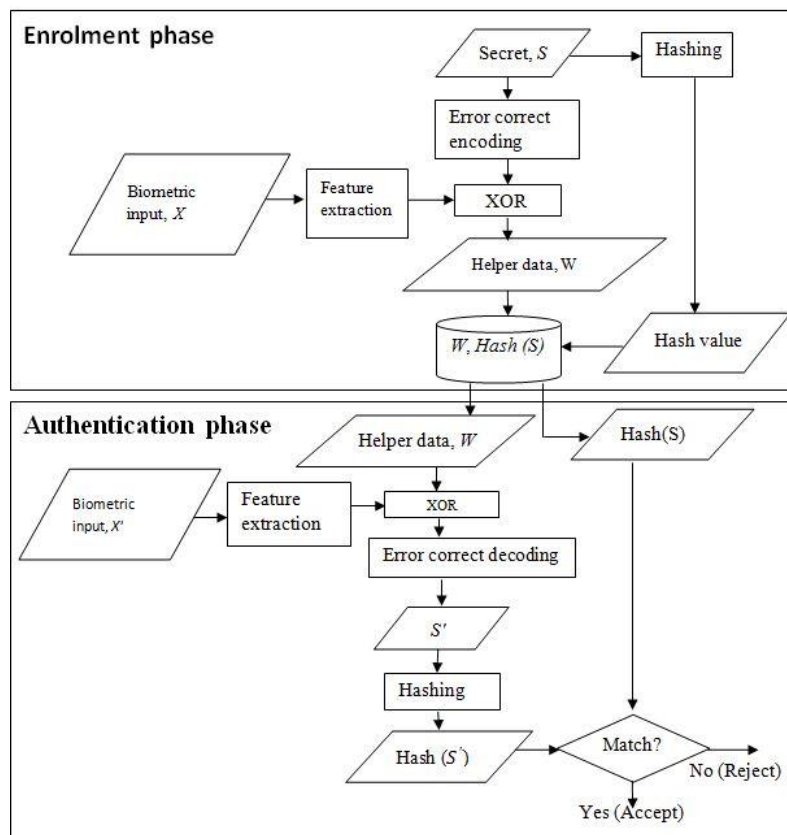 Enrolment phase
Secret, S
Hashing
Error correct
encoding
Biometric
input, X
Feature
extraction
XOR
Helper data, W
W, Hash (S)
Hash value
Authentication phase
Helper data, W
Hash(S)
Biometric
input, X'
Feature
extraction
XOR
Error correct decoding
S'
Hashing
Hash (S')
Match?
No (Reject)
Yes (Accept)